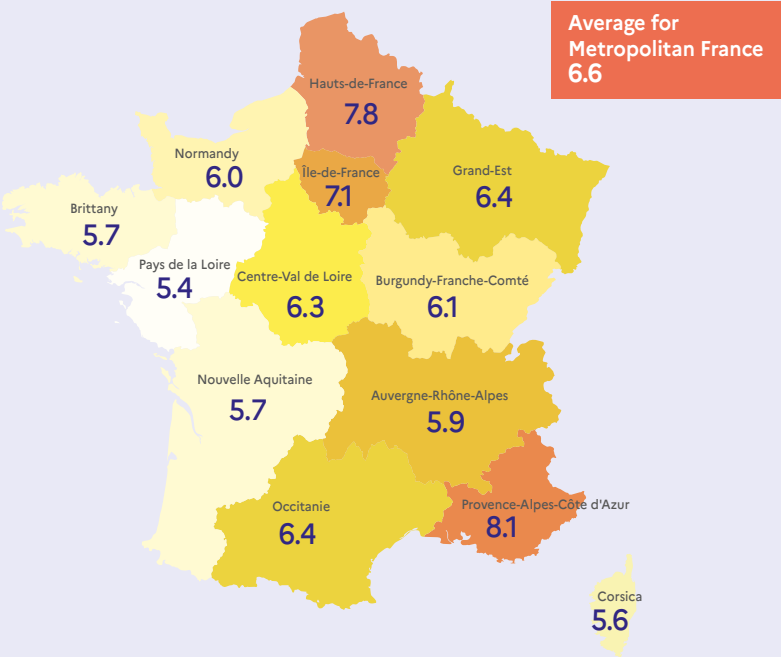 Average for
Metropolitan France
6.6
Hauts-de-France
7.8
Normandy
6.0
Île-de-France
7.1
Grand-Est
6.4
Brittany
5.7
Pays de la Loire
5.4
Centre-Val de Loire
6.3
Burgundy-Franche-Comté
6.1
Nouvelle Aquitaine
5.7
Auvergne-Rhône-Alpes
5.9
Occitanie
6.4
Provence-Alpes-Côte d'Azur
8.1
Corsica
5.6